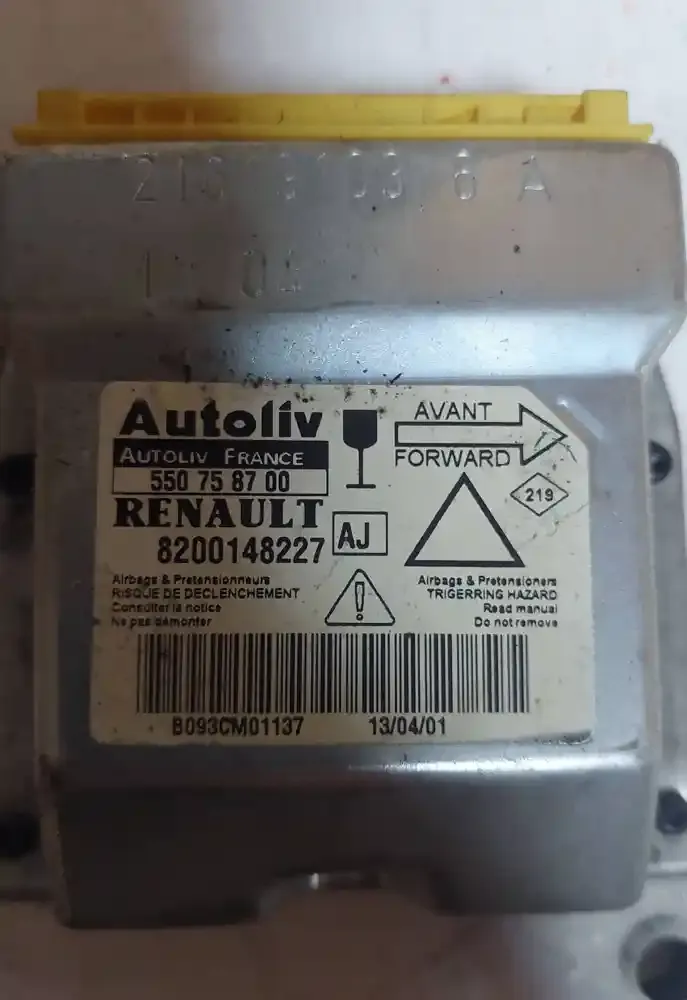 Autoliv
AUTOLIV FRANCE
550 75 87 00
RENAULT
8200148227
AJ
AVANT
FORWARD
219
Airbags & Pretensionneurs
RISQUE DE DECLENCHEMENT
Consulter la notice
Ne pas démonter
Airbags & Pretensioners
TRIGERRING HAZARD
Read manual
Do not remove
B093CM01137 13/04/01